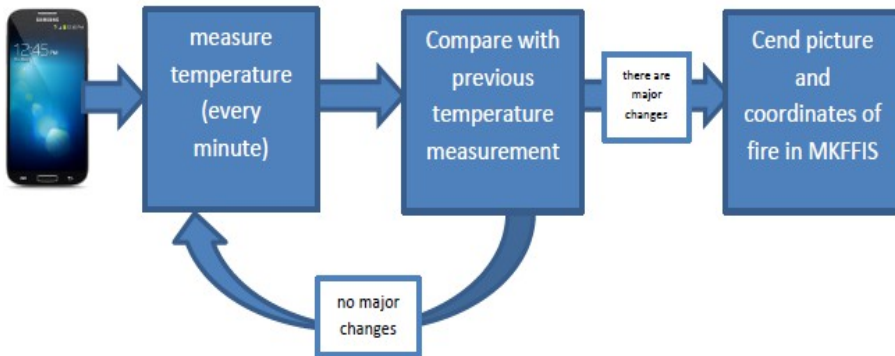 SAMSUNG
12:45
measure
temperature
(every
minute)
Compare with
previous
temperature
measurement
there are
major
changes
Cend picture
and
coordinates of
fire in MKFFIS
no major
changes